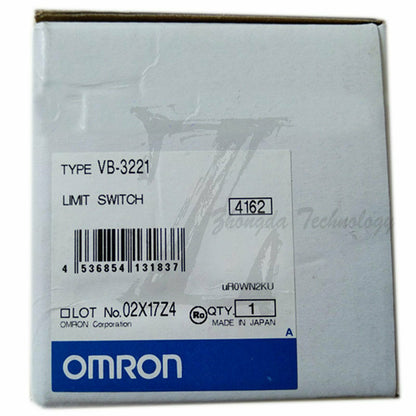 TYPE VB-3221
LIMIT SWITCH
4162
Zhongda Technology
4 536854 131837
uR0WN2KU
LOT No.02X17Z4
Ro QTY. 1
OMRON Corporation
MADE IN JAPAN
A
OMRON